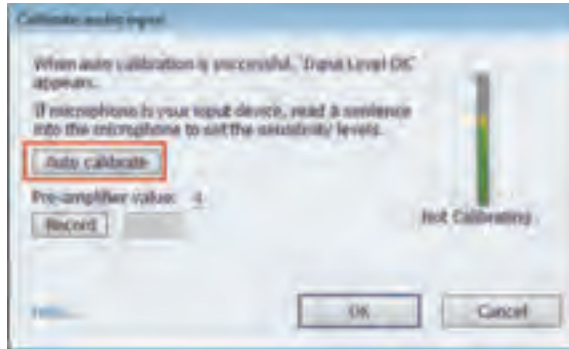 Calibrate audio input
When auto calibration is successful, 'Input Level OK'
appears.
If microphone is your input device, read a sentence
into the microphone to set the sensitivity levels.
Auto calibrate
Pre-amplifier value: 4
Record
Not Calibrating
Help...
OK
Cancel